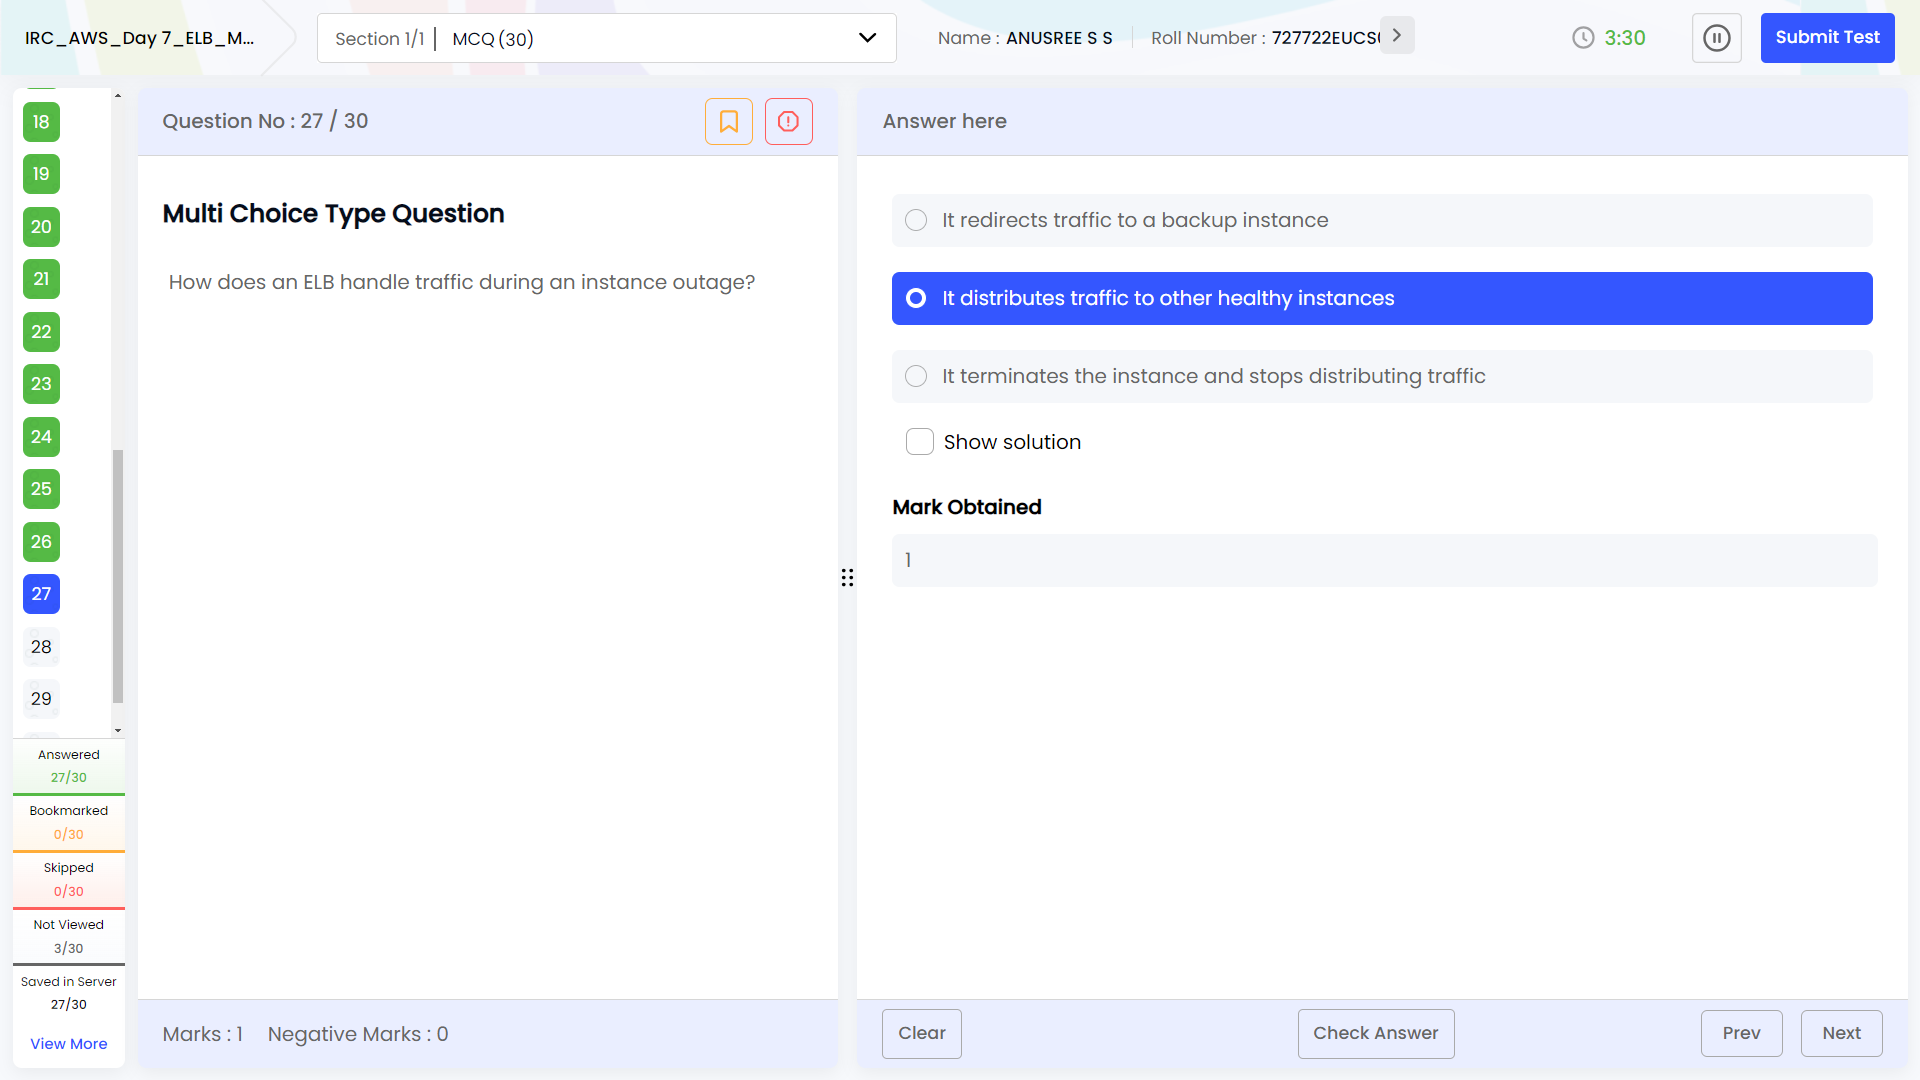 IRC_AWS_Day 7_ELB_M...
Section 1/1 | MCQ (30)
Name : ANUSREE S S
Roll Number : 727722EUCS
3:30
Submit Test
18
19
20
21
22
23
24
25
26
27
28
29
Answered
27/30
Bookmarked
0/30
Skipped
0/30
Not Viewed
3/30
Saved in Server
27/30
View More
Question No : 27 / 30
Multi Choice Type Question
How does an ELB handle traffic during an instance outage?
Marks : 1 Negative Marks : 0
Answer here
It redirects traffic to a backup instance
It distributes traffic to other healthy instances
It terminates the instance and stops distributing traffic
Show solution
Mark Obtained
1
Clear
Check Answer
Prev
Next